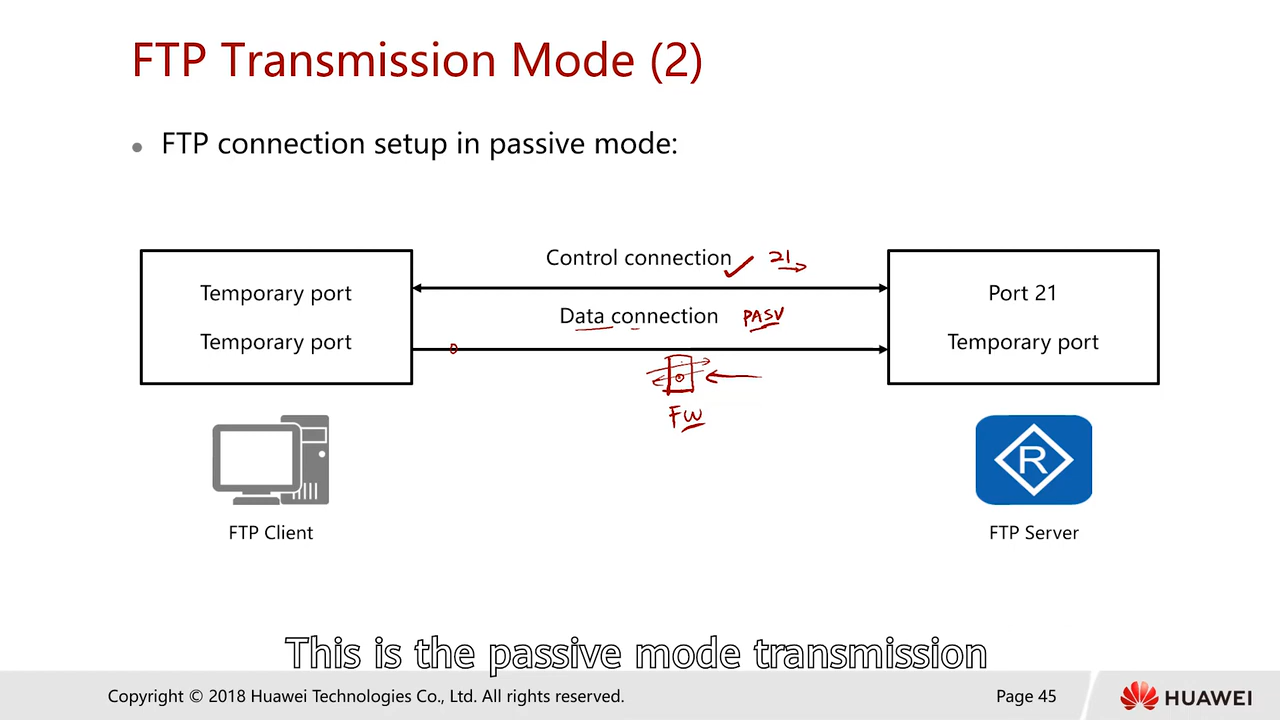 FTP Transmission Mode (2)
• FTP connection setup in passive mode:
Control connection 21
Temporary port
Port 21
Data connection PASV
Temporary port
Temporary port
FW
R
FTP Client
FTP Server
This is the passive mode transmission
Copyright © 2018 Huawei Technologies Co., Ltd. All rights reserved.
Page 45
HUAWEI